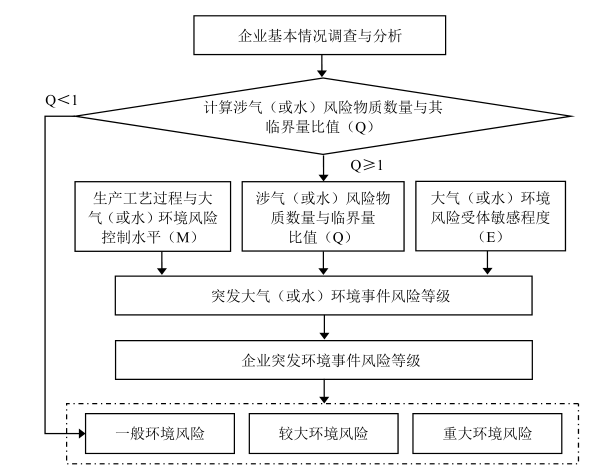 企业基本情况调查与分析
Q＜1
计算涉气（或水）风险物质数量与其
临界量比值（Q）
Q≥1
生产工艺过程与大
气（或水）环境风险
控制水平（M）
涉气（或水）风险物
质数量与临界量
比值（Q）
大气（或水）环境
风险受体敏感程度
（E）
突发大气（或水）环境事件风险等级
企业突发环境事件风险等级
一般环境风险
较大环境风险
重大环境风险